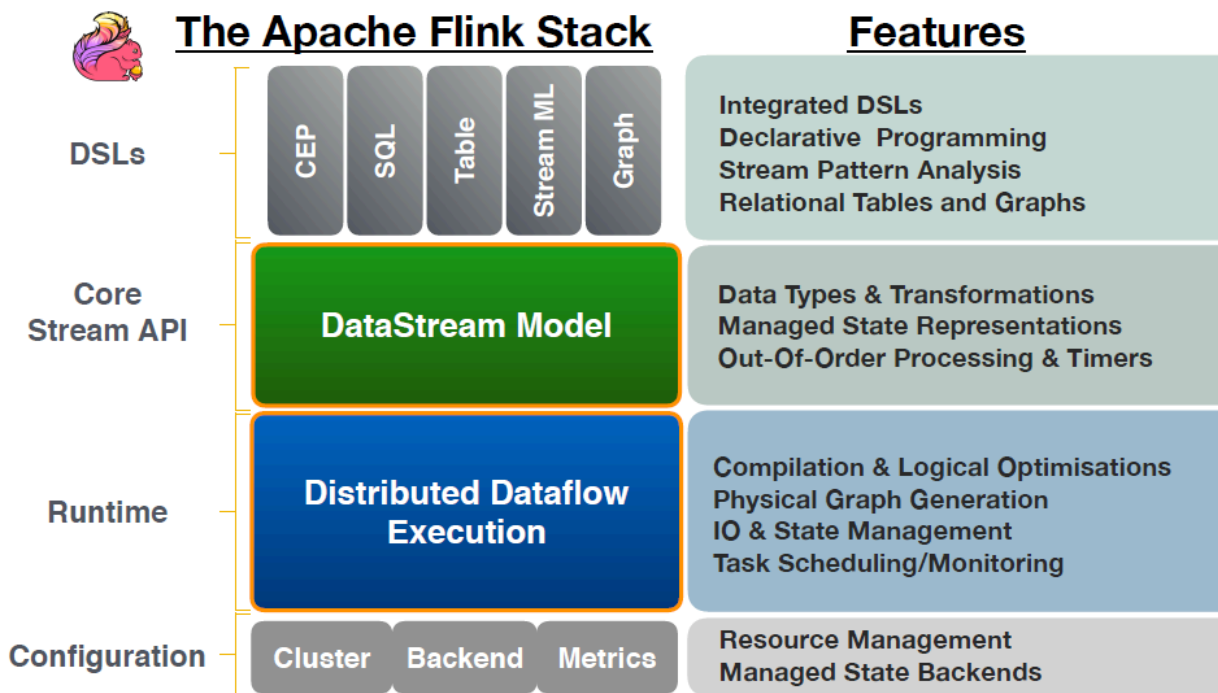 The Apache Flink Stack
Features
DSLs
CEP
SQL
Table
Stream ML
Graph
Integrated DSLs
Declarative Programming
Stream Pattern Analysis
Relational Tables and Graphs
Core
Stream API
DataStream Model
Data Types & Transformations
Managed State Representations
Out-Of-Order Processing & Timers
Runtime
Distributed Dataflow
Execution
Compilation & Logical Optimisations
Physical Graph Generation
IO & State Management
Task Scheduling/Monitoring
Configuration
Cluster
Backend
Metrics
Resource Management
Managed State Backends